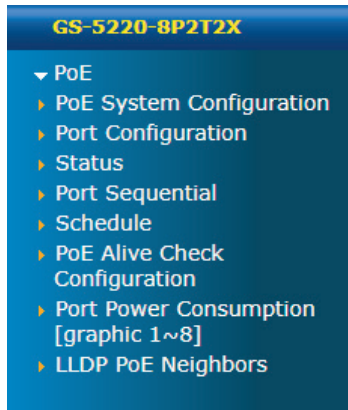 GS-5220-8P2T2X
PoE
PoE System Configuration
Port Configuration
Status
Port Sequential
Schedule
PoE Alive Check
Configuration
Port Power Consumption
[graphic 1~8]
LLDP PoE Neighbors